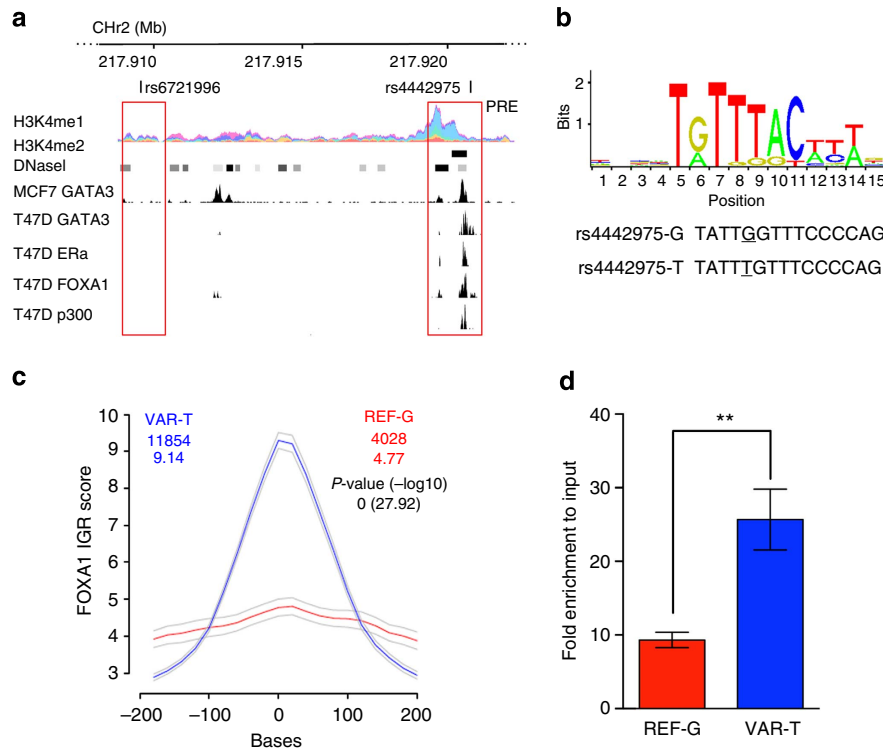 a
CHr2 (Mb)
217.910 217.915 217.920
rs6721996 rs4442975
PRE
H3K4me1
H3K4me2
DNaseI
MCF7 GATA3
T47D GATA3
T47D ERa
T47D FOXA1
T47D p300
b
2
1
Bits
1 2 3 4 5 6 7 8 9 10 11 12 13 14 15
Position
rs4442975-G TATTGGTTTCCCCAG
rs4442975-T TATTTGTTTCCCCAG
c
10
9
8
7
6
5
4
3
FOXA1 IGR score
VAR-T
11854
9.14
REF-G
4028
4.77
P-value (–log10)
0 (27.92)
–200 –100 0 100 200
Bases
d
40
30
20
10
0
Fold enrichment to input
**
REF-G VAR-T